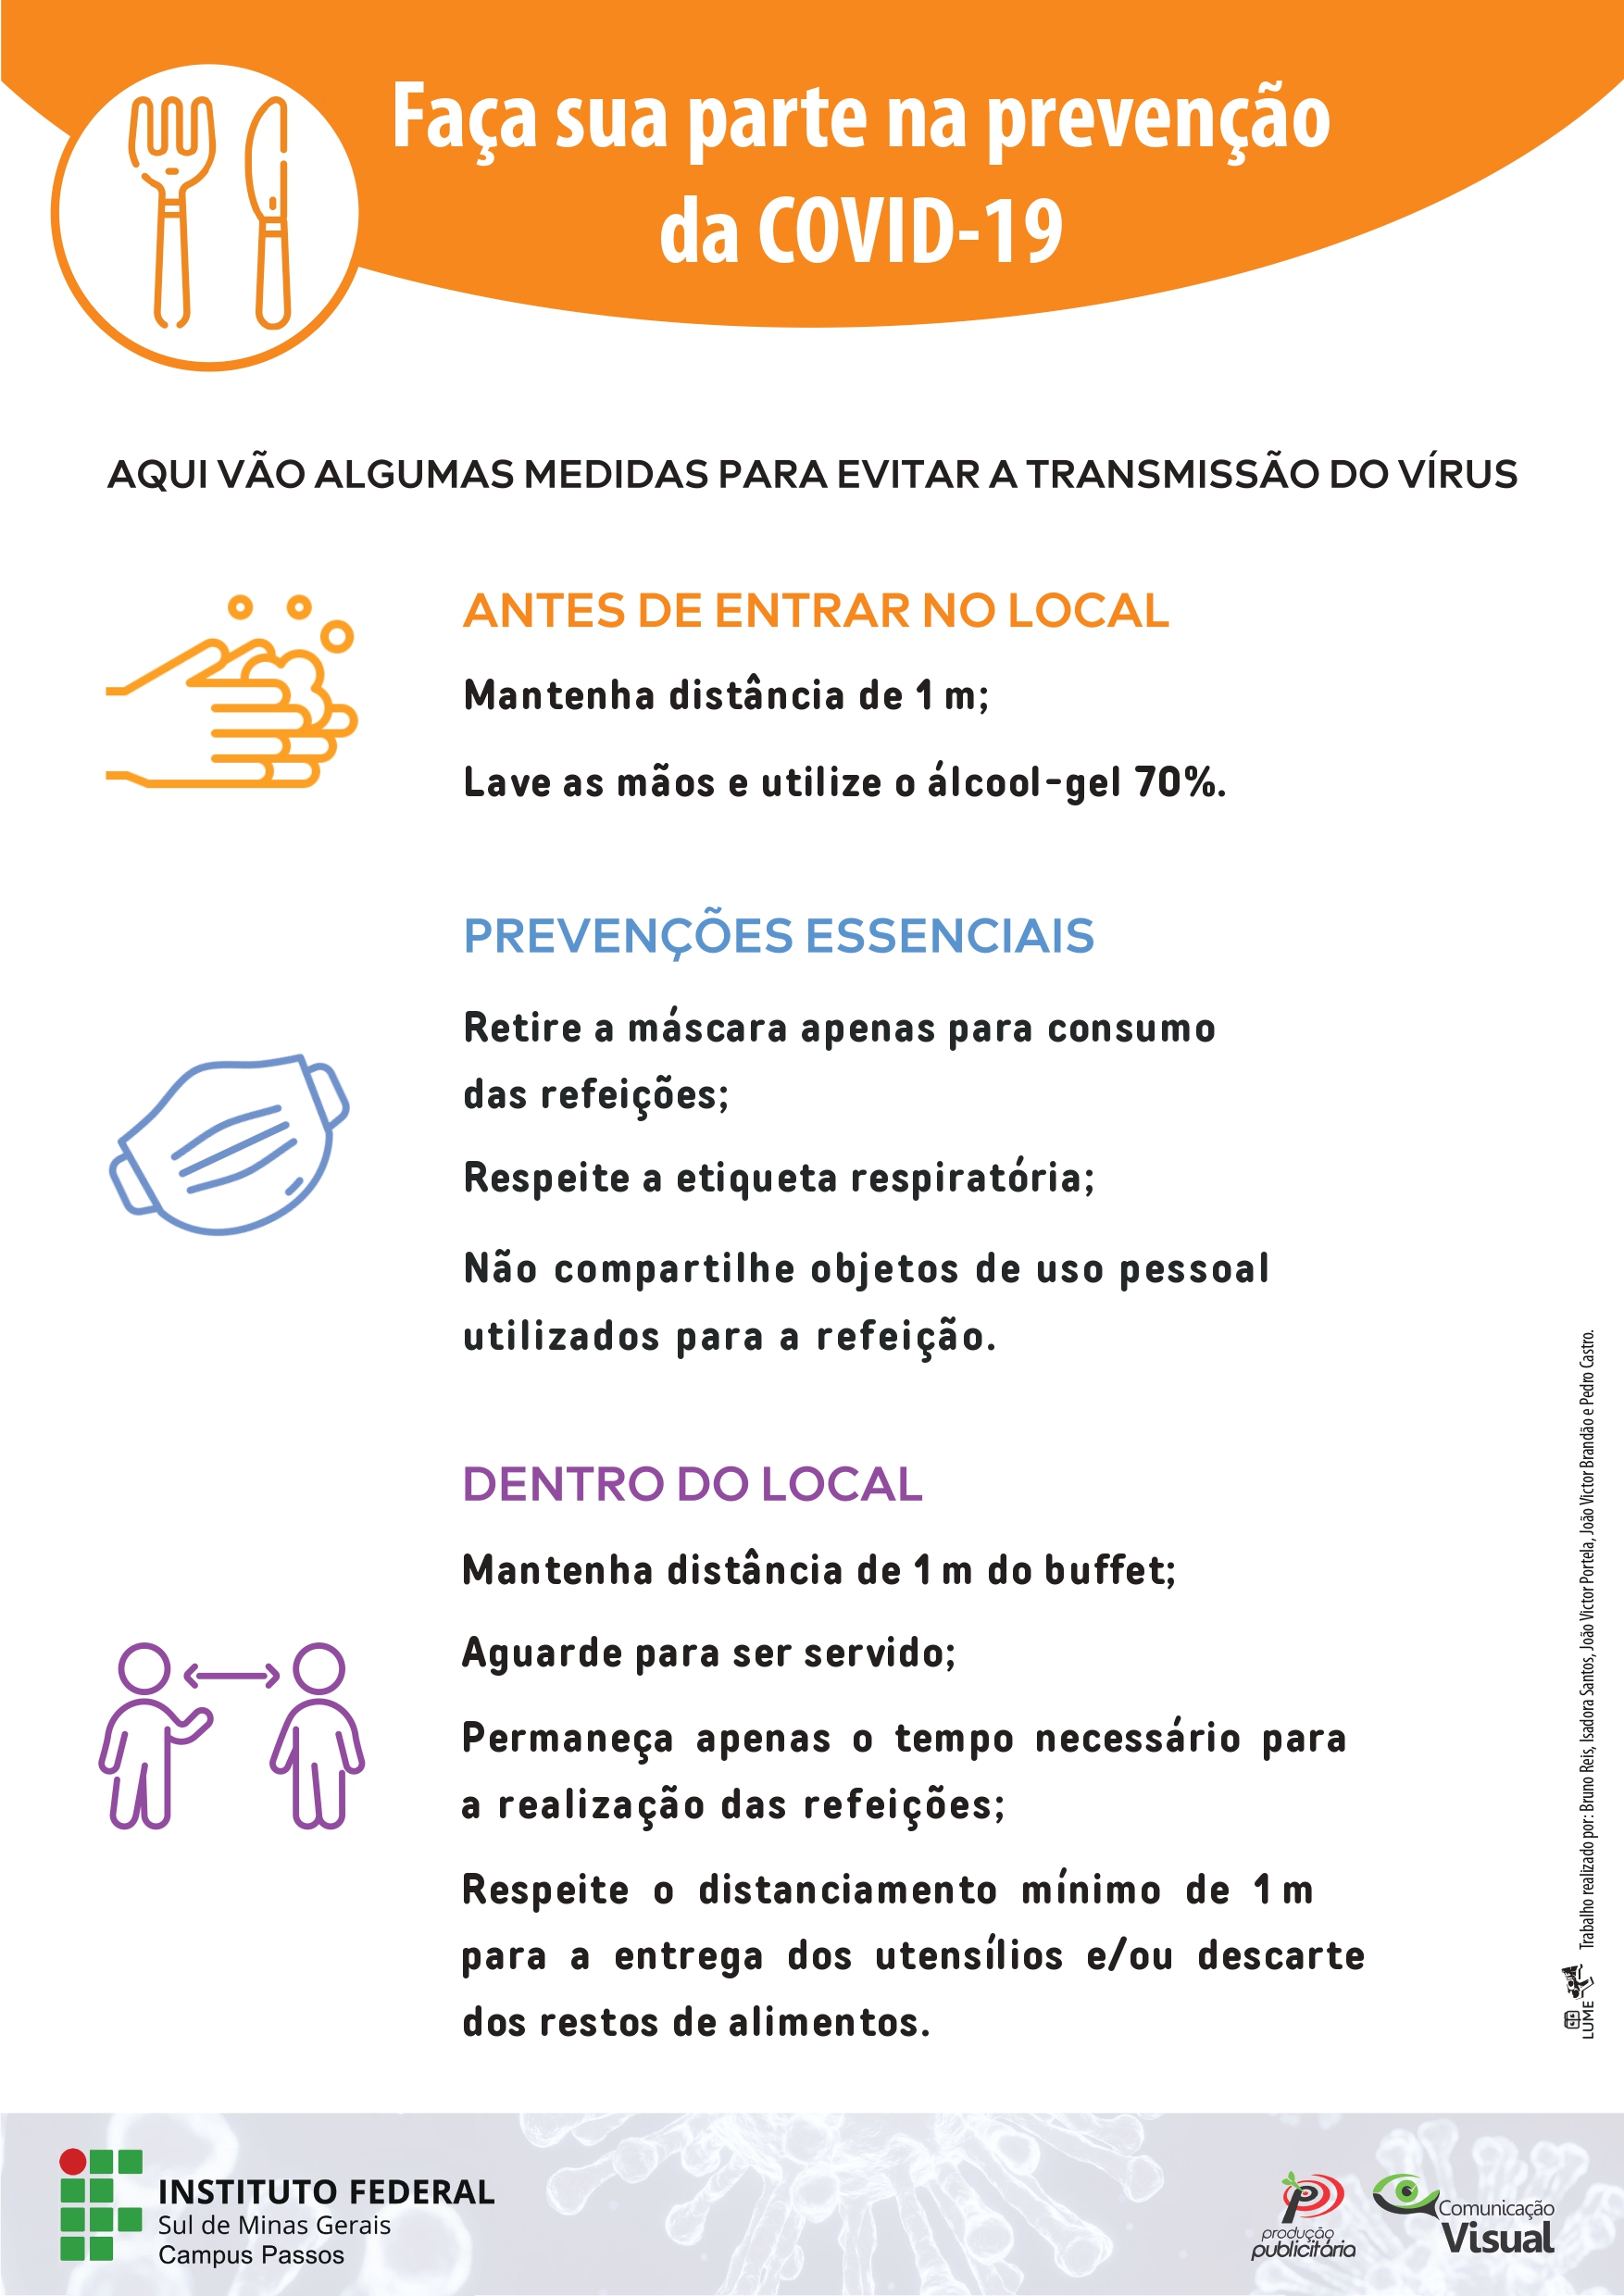 Faça sua parte na prevenção
da COVID-19
AQUI VÃO ALGUMAS MEDIDAS PARA EVITAR A TRANSMISSÃO DO VÍRUS
ANTES DE ENTRAR NO LOCAL
Mantenha distância de 1 m;
Lave as mãos e utilize o álcool-gel 70%.
PREVENÇÕES ESSENCIAIS
Retire a máscara apenas para consumo
das refeições;
Respeite a etiqueta respiratória;
Não compartilhe objetos de uso pessoal
utilizados para a refeição.
DENTRO DO LOCAL
Mantenha distância de 1 m do buffet;
Aguarde para ser servido;
Permaneça apenas o tempo necessário para
a realização das refeições;
Respeite o distanciamento mínimo de 1 m
para a entrega dos utensílios e/ou descarte
dos restos de alimentos.
Trabalho realizado por: Bruno Reis, Isadora Santos, João Victor Portela, João Victor Brandão e Pedro Castro.
LUME
INSTITUTO FEDERAL
Sul de Minas Gerais
Campus Passos
produção
publicitária
Comunicação
Visual